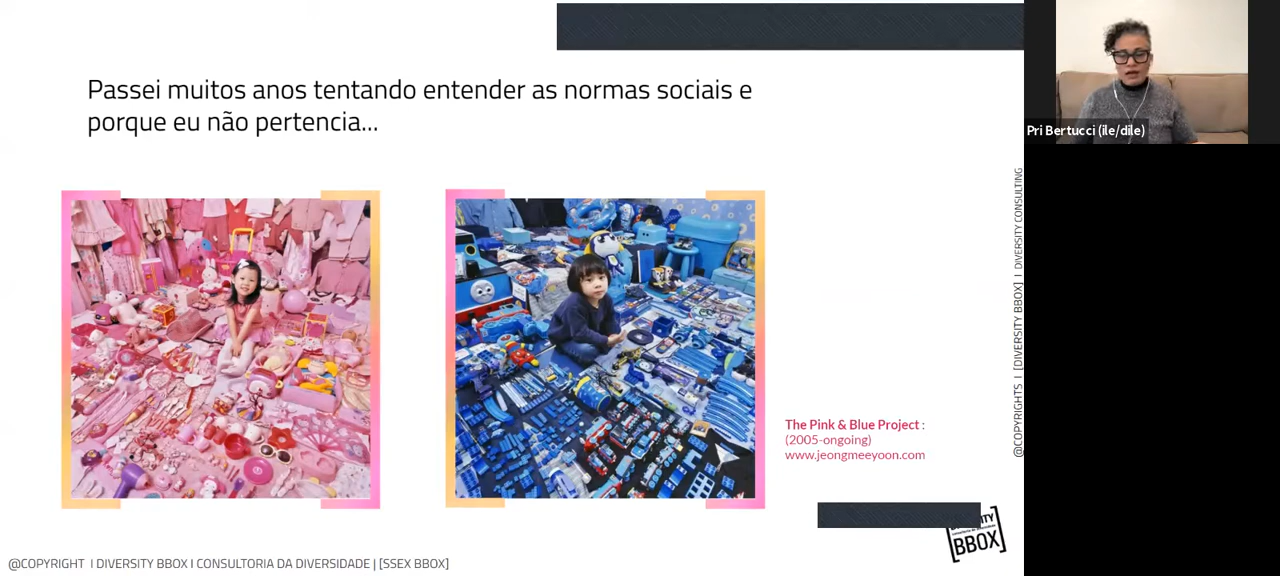 Passei muitos anos tentando entender as normas sociais e
porque eu não pertencia...
Pri Bertucci (ile/dile)
The Pink & Blue Project :
(2005-ongoing)
www.jeongmeeyoon.com
@COPYRIGHTS I [DIVERSITY BBOX] I DIVERSITY CONSULTING
BBOX
@COPYRIGHT I DIVERSITY BBOX I CONSULTORIA DA DIVERSIDADE | [SSEX BBOX]